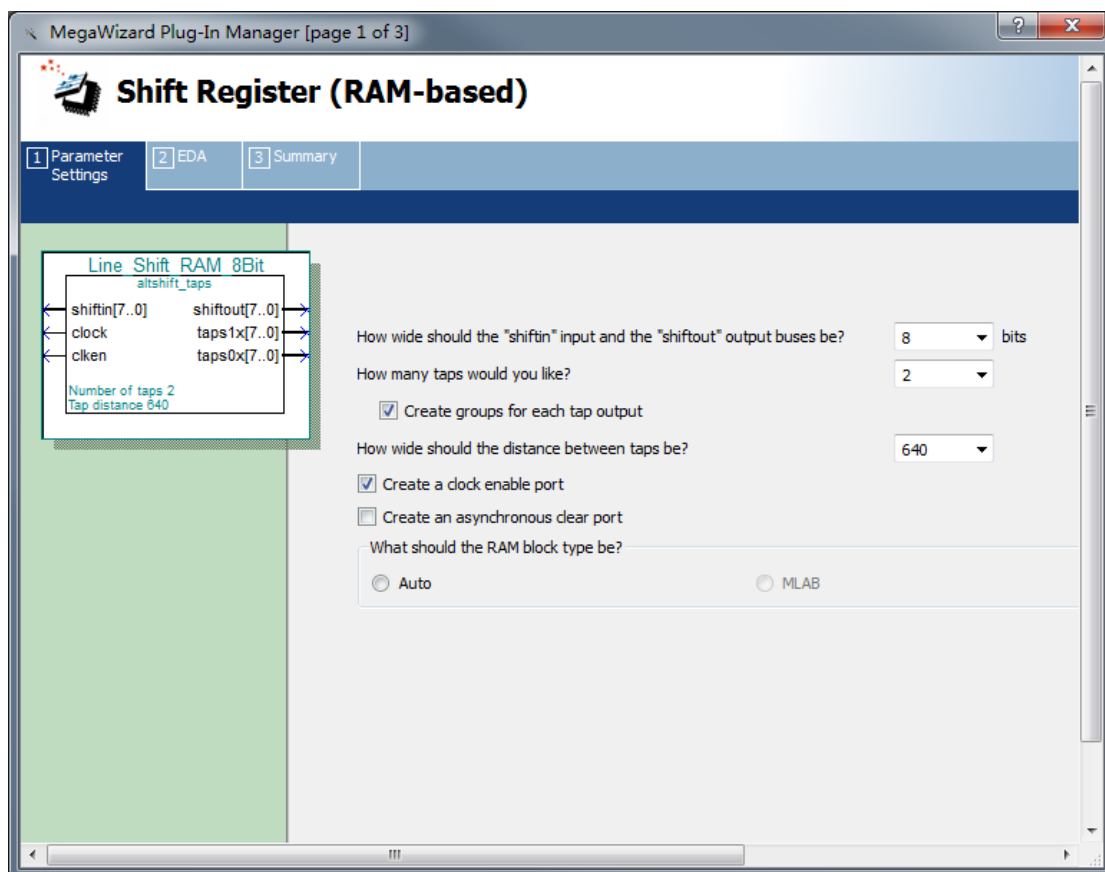 MegaWizard Plug-In Manager [page 1 of 3]
?
X
Shift Register (RAM-based)
1 Parameter Settings
2 EDA
3 Summary
Line_Shift_RAM_8Bit
altshift_taps
shiftin[7..0] shiftout[7..0]
clock taps1x[7..0]
clken taps0x[7..0]
Number of taps 2
Tap distance 640
How wide should the "shiftin" input and the "shiftout" output buses be? 8 bits
How many taps would you like? 2
Create groups for each tap output
How wide should the distance between taps be? 640
Create a clock enable port
Create an asynchronous clear port
What should the RAM block type be?
Auto MLAB